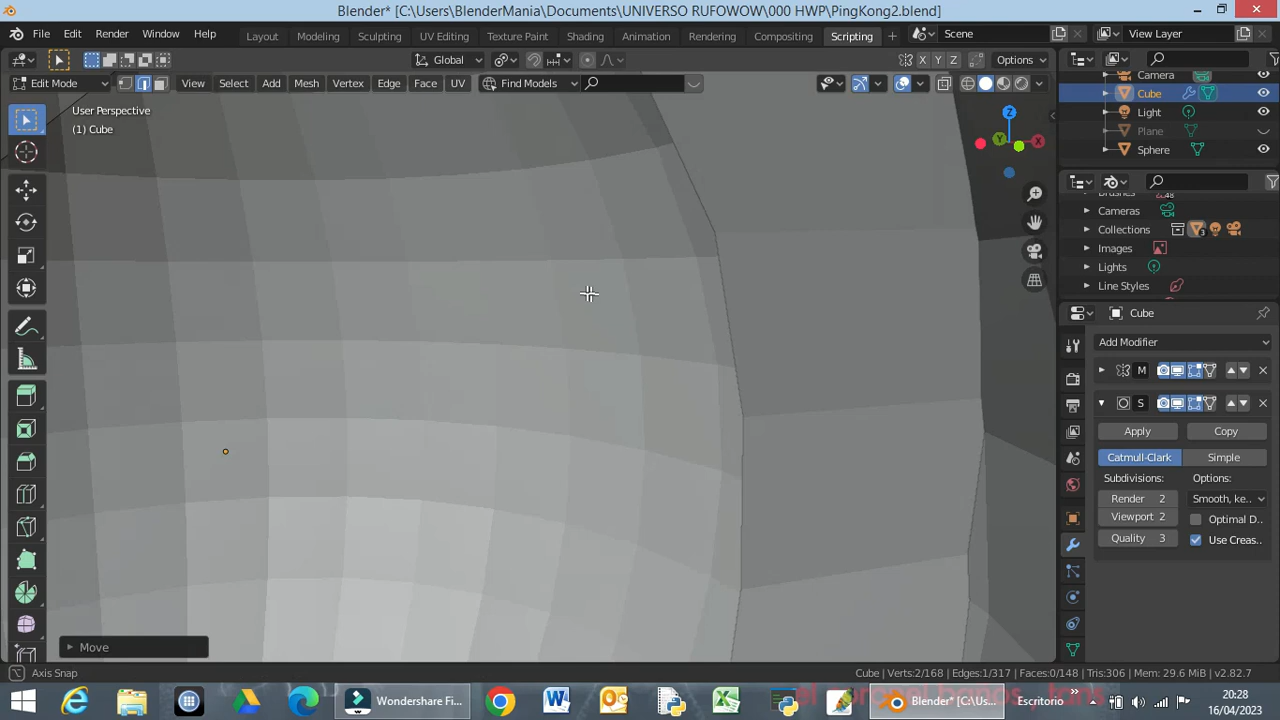 Blender* [C:\Users\BlenderMania\Documents\UNIVERSO RUFOWOW\000 HWP\PingKong2.blend]
File Edit Render Window Help Layout Modeling Sculpting UV Editing Texture Paint Shading Animation Rendering Compositing Scripting + Scene View Layer
Global X Y Z Options
Edit Mode View Select Add Mesh Vertex Edge Face UV Find Models
User Perspective
(1) Cube
Camera
Cube
Light
Plane
Sphere
Z
Y
X
Cameras
Collections
Images
Lights
Line Styles
Cube
Add Modifier
M
S
Apply Copy
Catmull-Clark Simple
Subdivisions: Options:
Render 2 Smooth, ke..
Viewport 2 Optimal D..
Quality 3 Use Creas..
Move
Axis Snap
Cube | Verts:2/168 | Edges:1/317 | Faces:0/148 | Tris:306 | Mem: 29.6 MiB | v2.82.7
Wondershare Fi...
Blender* [C:\Us...
Escritorio
20:28
16/04/2023